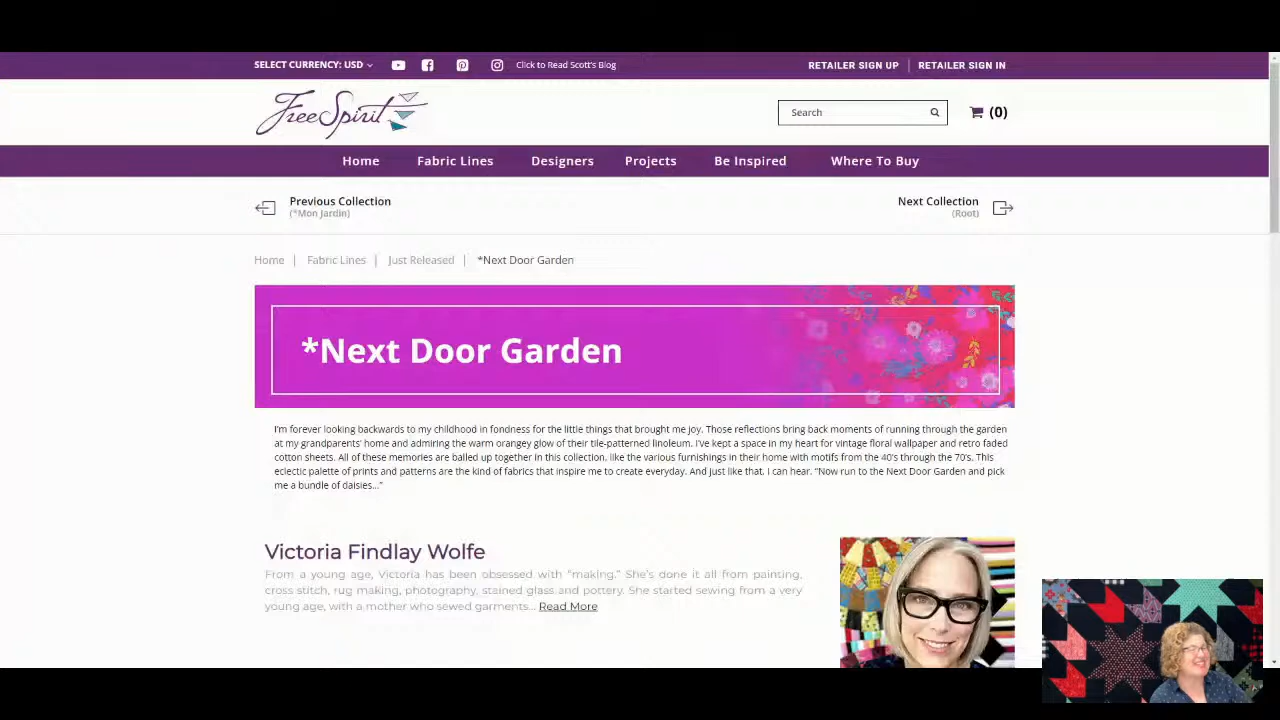 SELECT CURRENCY: USD
Click to Read Scott's Blog
RETAILER SIGN UP
RETAILER SIGN IN
FreeSpirit
Search
(0)
Home
Fabric Lines
Designers
Projects
Be Inspired
Where To Buy
Previous Collection
(*Mon Jardin)
Next Collection
(Root)
Home | Fabric Lines | Just Released | *Next Door Garden
*Next Door Garden
I'm forever looking backwards to my childhood in fondness for the little things that brought me joy. Those reflections bring back moments of running through the garden
at my grandparents' home and admiring the warm orangey glow of their tile-patterned linoleum. I've kept a space in my heart for vintage floral wallpaper and retro faded
cotton sheets. All of these memories are balled up together in this collection, like the various furnishings in their home with motifs from the 40's through the 70's. This
eclectic palette of prints and patterns are the kind of fabrics that inspire me to create everyday. And just like that, I can hear, "Now run to the Next Door Garden and pick
me a bundle of daisies..."
Victoria Findlay Wolfe
From a young age, Victoria has been obsessed with "making." She's done it all from painting,
cross stitch, rug making, photography, stained glass and pottery. She started sewing from a very
young age, with a mother who sewed garments... Read More